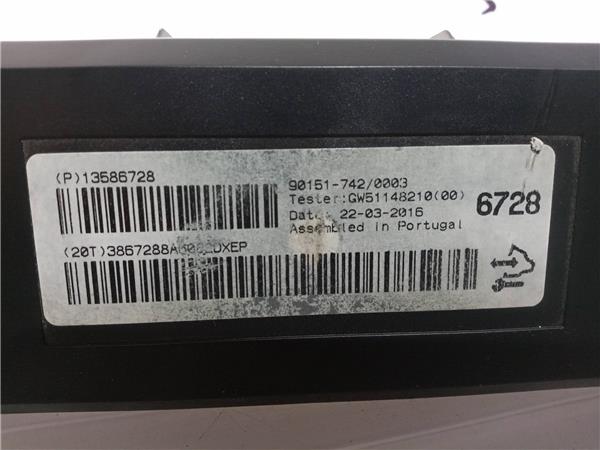 (P)13586728
90151-742/0003
Tester:GW51148210(00)
Date: 22-03-2016
Assembled in Portugal
6728